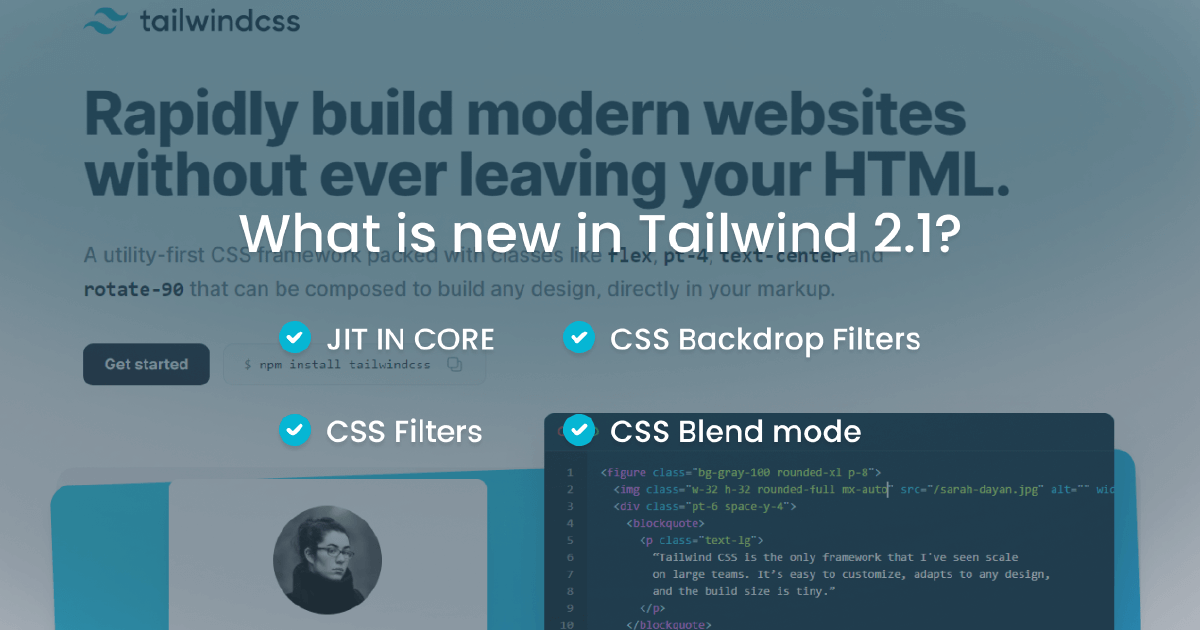 tailwindcss
Rapidly build modern websites
without ever leaving your HTML.
What is new in Tailwind 2.1?
A utility-first CSS framework packed with classes like flex, pt-4, text-center and
rotate-90 that can be composed to build any design, directly in your markup.
JIT IN CORE
CSS Backdrop Filters
Get started
$ npm install tailwindcss
CSS Filters
CSS Blend mode
1 <figure class="bg-gray-100 rounded-xl p-8">
2 <img class="w-32 h-32 rounded-full mx-auto" src="/sarah-dayan.jpg" alt="" wid
3 <div class="pt-6 space-y-4">
4 <blockquote>
5 <p class="text-lg">
6 “Tailwind CSS is the only framework that I've seen scale
7 on large teams. It’s easy to customize, adapts to any design,
8 and the build size is tiny.”
9 </p>
10 </blockquote>